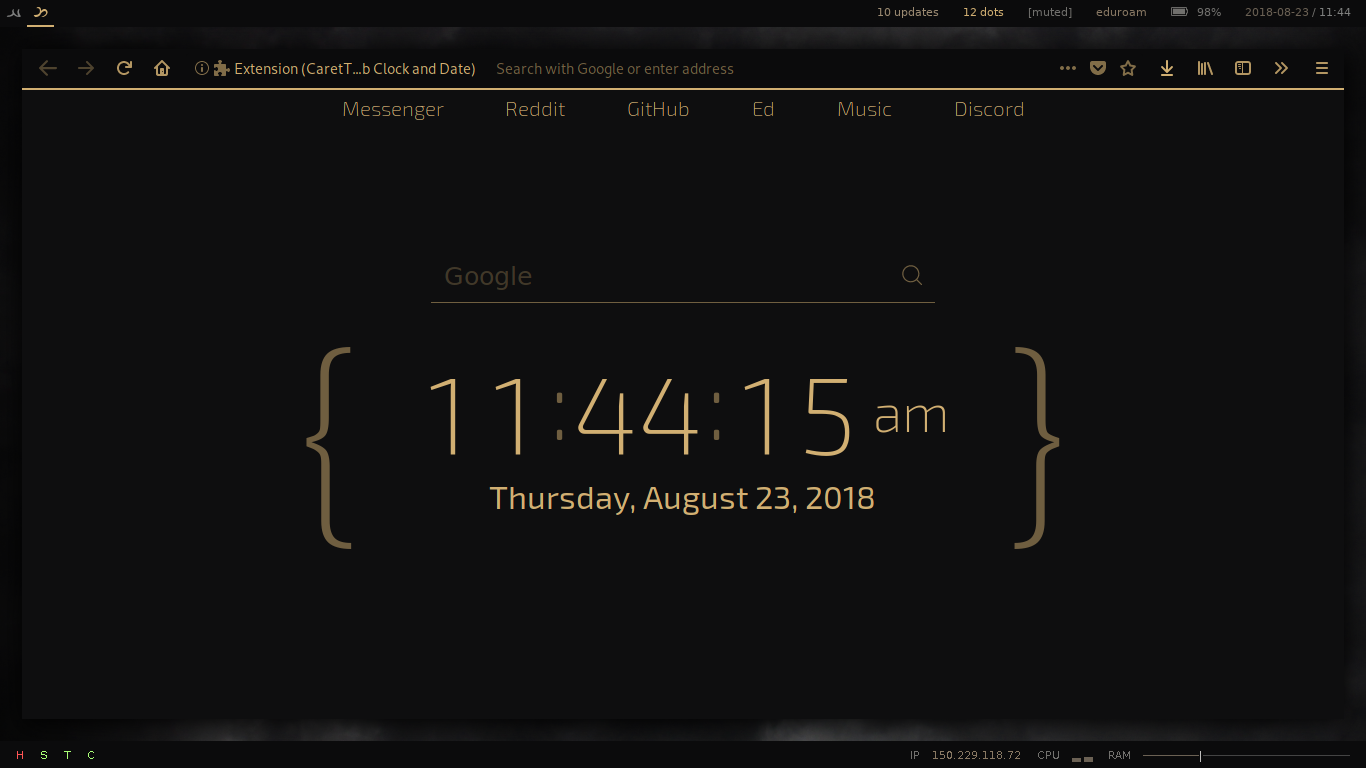 10 updates 12 dots [muted] eduroam 98% 2018-08-23 / 11:44
Extension (CaretT...b Clock and Date) Search with Google or enter address
Messenger Reddit GitHub Ed Music Discord
Google
{ 11:44:15 am }
Thursday, August 23, 2018
H S T C IP 150.229.118.72 CPU RAM